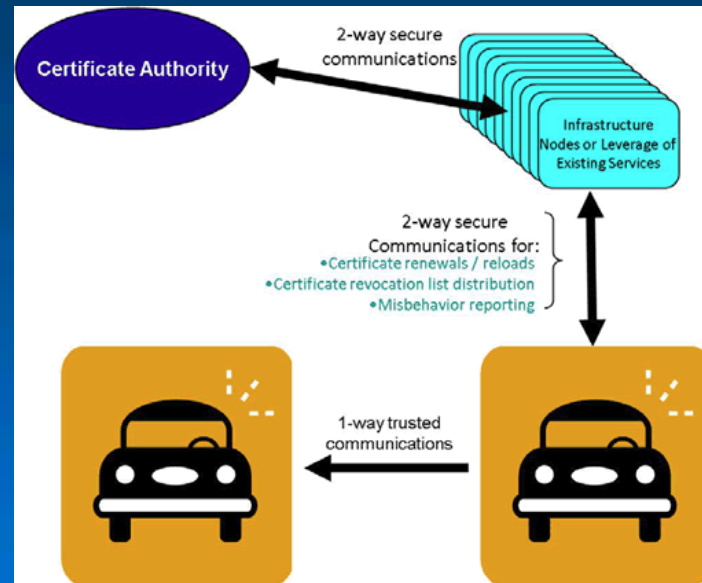 2-way secure
communications
Certificate Authority
Infrastructure
Nodes or Leverage of
Existing Services
2-way secure
Communications for:
•Certificate renewals / reloads
•Certificate revocation list distribution
•Misbehavior reporting
1-way trusted
communications